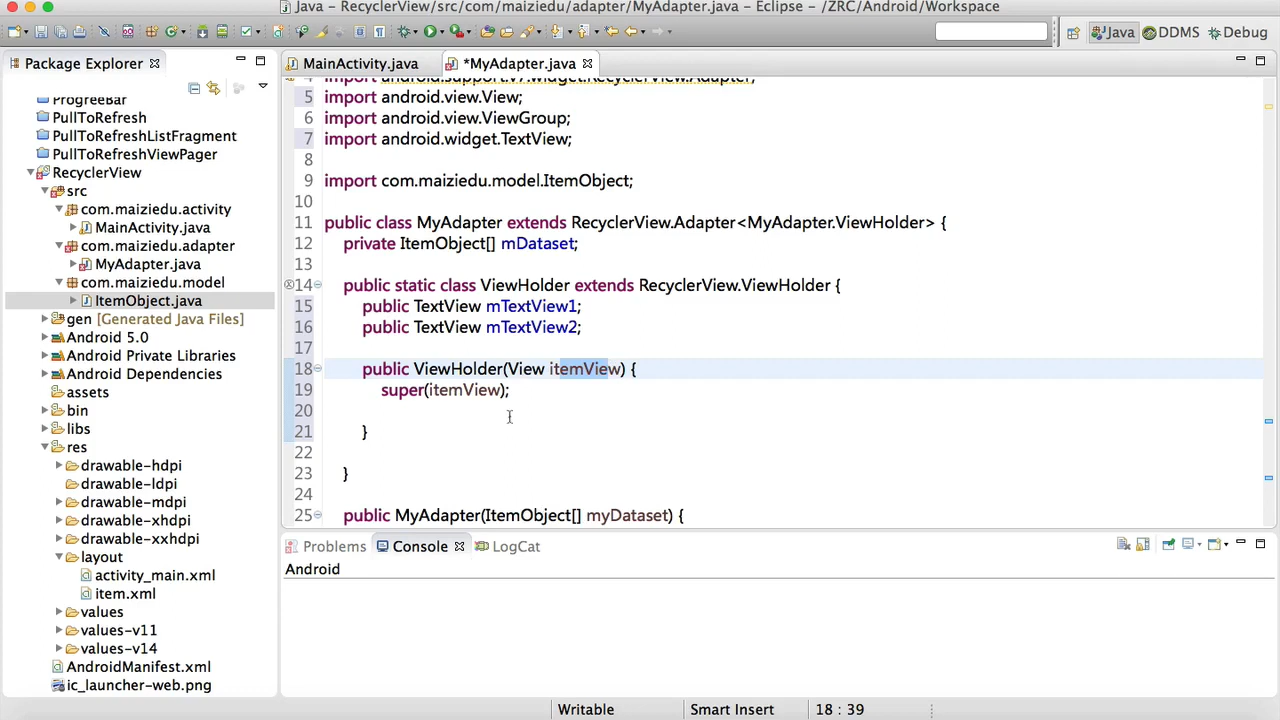 Java – RecyclerView/src/com/maiziedu/adapter/MyAdapter.java – Eclipse – /ZRC/Android/Workspace
Java DDMS Debug
Package Explorer
MainActivity.java
*MyAdapter.java
ProgreeBar
PullToRefresh
PullToRefreshListFragment
PullToRefreshViewPager
RecyclerView
src
com.maiziedu.activity
MainActivity.java
com.maiziedu.adapter
MyAdapter.java
com.maiziedu.model
ItemObject.java
gen [Generated Java Files]
Android 5.0
Android Private Libraries
Android Dependencies
assets
bin
libs
res
drawable-hdpi
drawable-ldpi
drawable-mdpi
drawable-xhdpi
drawable-xxhdpi
layout
activity_main.xml
item.xml
values
values-v11
values-v14
AndroidManifest.xml
ic_launcher-web.png
4 import android.support.v7.widget.RecyclerView.Adapter;
5 import android.view.View;
6 import android.view.ViewGroup;
7 import android.widget.TextView;
8
9 import com.maiziedu.model.ItemObject;
10
11 public class MyAdapter extends RecyclerView.Adapter<MyAdapter.ViewHolder> {
12 private ItemObject[] mDataset;
13
14 public static class ViewHolder extends RecyclerView.ViewHolder {
15 public TextView mTextView1;
16 public TextView mTextView2;
17
18 public ViewHolder(View itemView) {
19 super(itemView);
20
21 }
22
23 }
24
25 public MyAdapter(ItemObject[] myDataset) {
Problems Console LogCat
Android
Writable Smart Insert 18 : 39